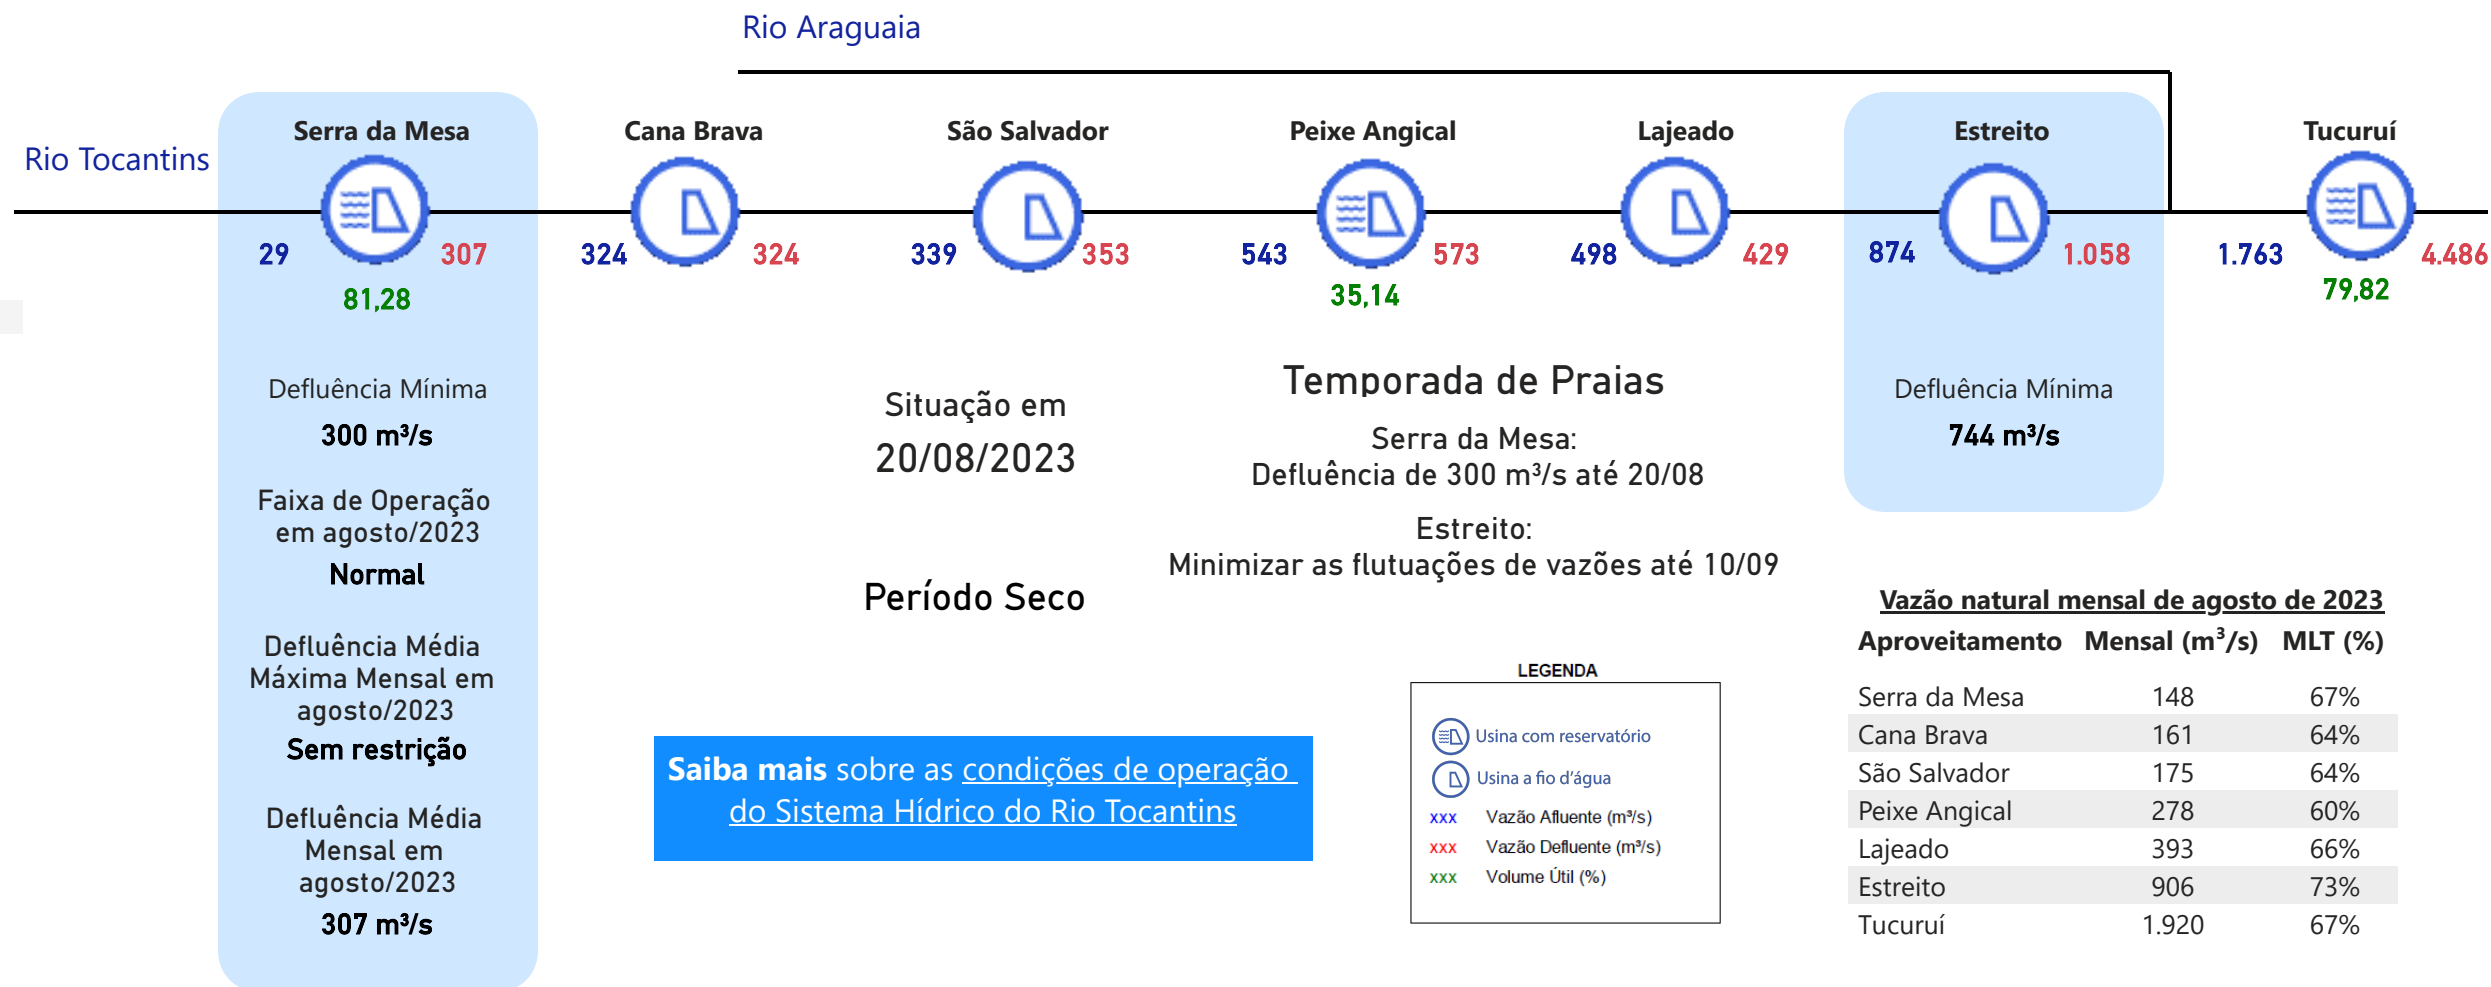 Rio Araguaia
Rio Tocantins
Serra da Mesa
Cana Brava
São Salvador
Peixe Angical
Lajeado
Estreito
Tucuruí
29
307
324
324
339
353
543
573
498
429
874
1.058
1.763
4.486
81,28
35,14
79,82
Defluência Mínima
300 m³/s
Faixa de Operação
em agosto/2023
Normal
Defluência Média
Máxima Mensal em
agosto/2023
Sem restrição
Defluência Média
Mensal em
agosto/2023
307 m³/s
Situação em
20/08/2023
Período Seco
Temporada de Praias
Serra da Mesa:
Defluência de 300 m³/s até 20/08
Estreito:
Minimizar as flutuações de vazões até 10/09
Defluência Mínima
744 m³/s
Saiba mais sobre as condições de operação
do Sistema Hídrico do Rio Tocantins
LEGENDA
Usina com reservatório
Usina a fio d'água
xxx Vazão Afluente (m³/s)
xxx Vazão Defluente (m³/s)
xxx Volume Útil (%)
Vazão natural mensal de agosto de 2023
Aproveitamento Mensal (m³/s) MLT (%)
Serra da Mesa 148 67%
Cana Brava 161 64%
São Salvador 175 64%
Peixe Angical 278 60%
Lajeado 393 66%
Estreito 906 73%
Tucuruí 1.920 67%